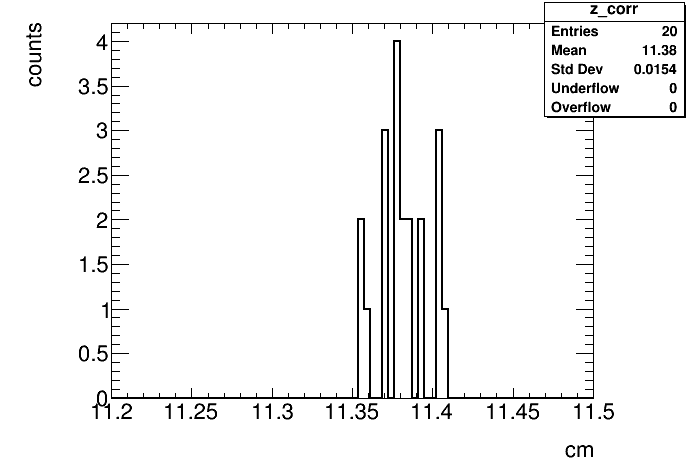 z_corr
Entries 20
Mean 11.38
Std Dev 0.0154
Underflow 0
Overflow 0
counts
4
3.5
3
2.5
2
1.5
1
0.5
0
11.2 11.25 11.3 11.35 11.4 11.45 11.5
cm